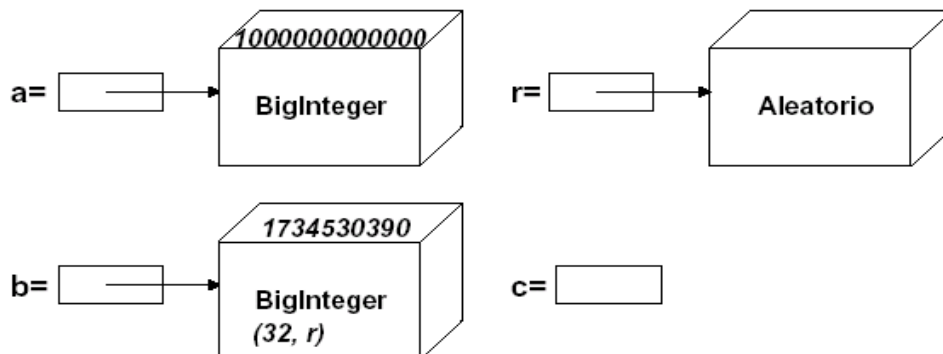 1000000000000
a=
BigInteger
r=
Aleatorio
1734530390
b=
BigInteger
(32, r)
c=